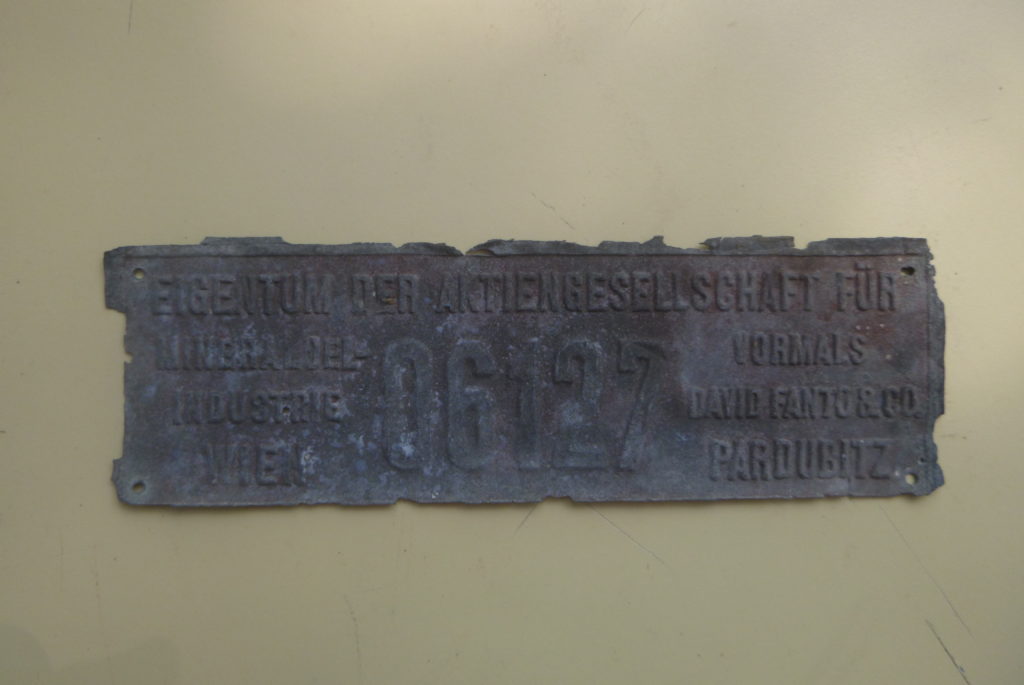 EIGENTUM DER AKTIENGESELLSCHAFT FÜR
MINERALOEL-
INDUSTRIE
WIEN
06127
VORMALS
DAVID FANTO & CO.
PARDUBITZ